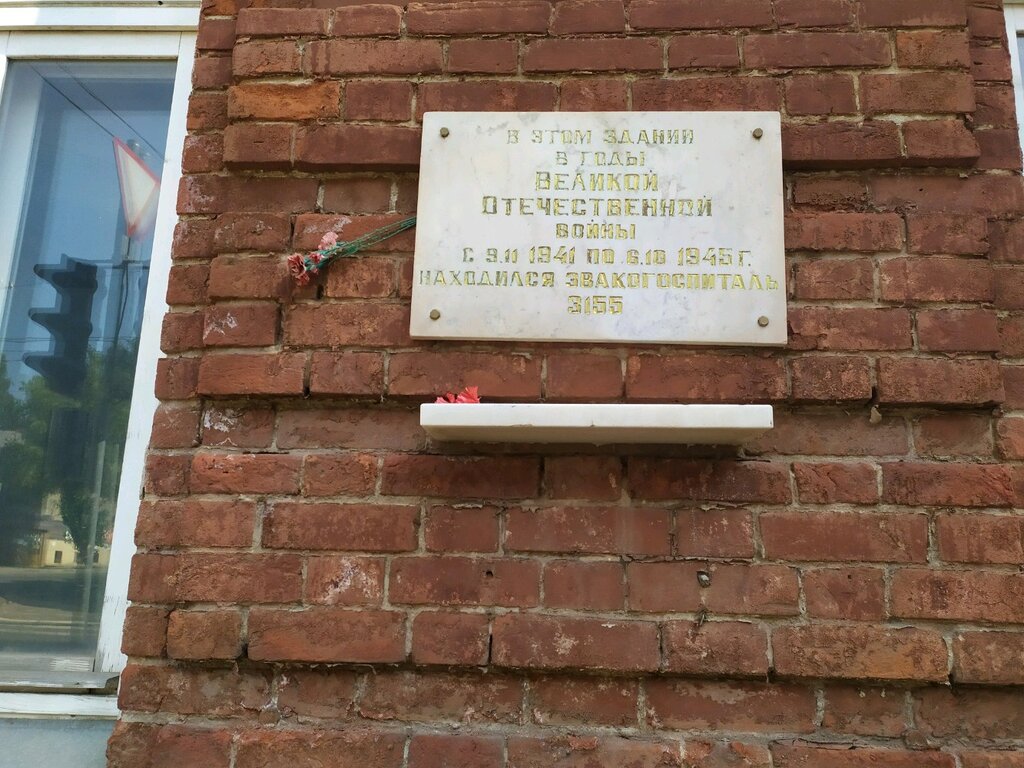 В ЭТОМ ЗДАНИИ
В ГОДЫ
ВЕЛИКОЙ
ОТЕЧЕСТВЕННОЙ
ВОЙНЫ
С 9.11 1941 ПО 6.10 1945 Г.
НАХОДИЛСЯ ЭВАКОГОСПИТАЛЬ
3155